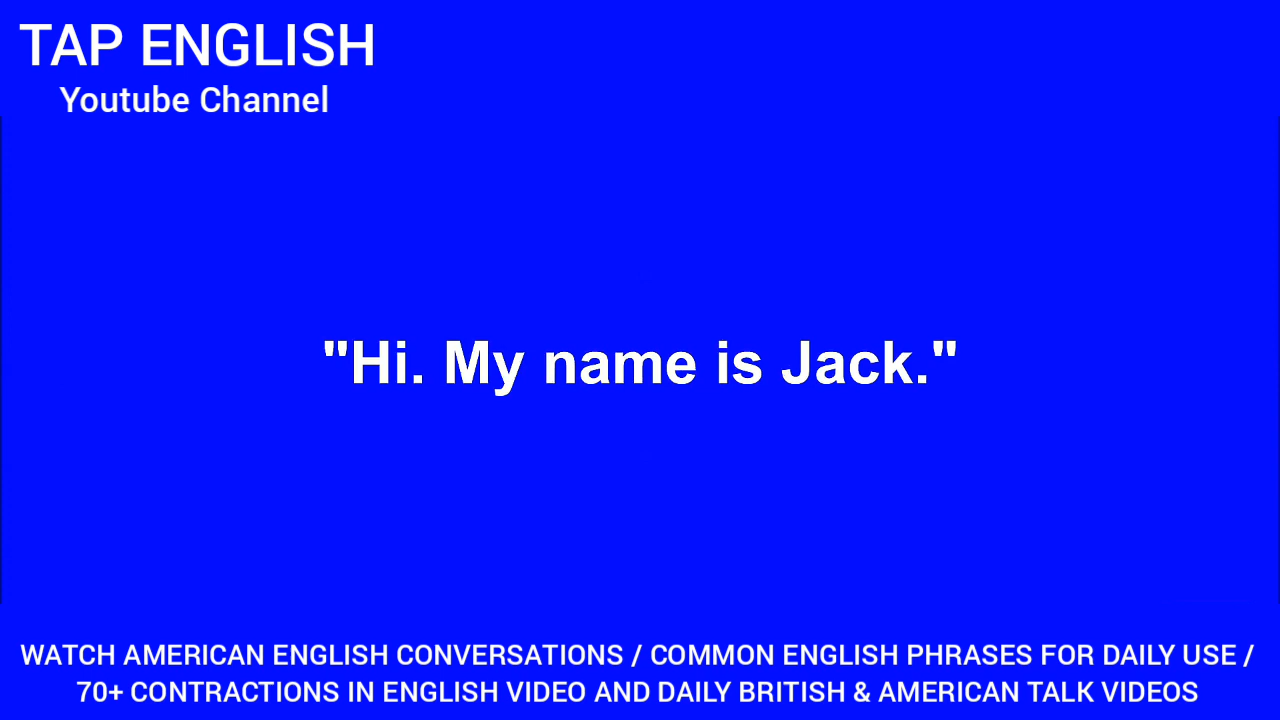 TAP ENGLISH
Youtube Channel
"Hi. My name is Jack."
WATCH AMERICAN ENGLISH CONVERSATIONS / COMMON ENGLISH PHRASES FOR DAILY USE /
70+ CONTRACTIONS IN ENGLISH VIDEO AND DAILY BRITISH & AMERICAN TALK VIDEOS